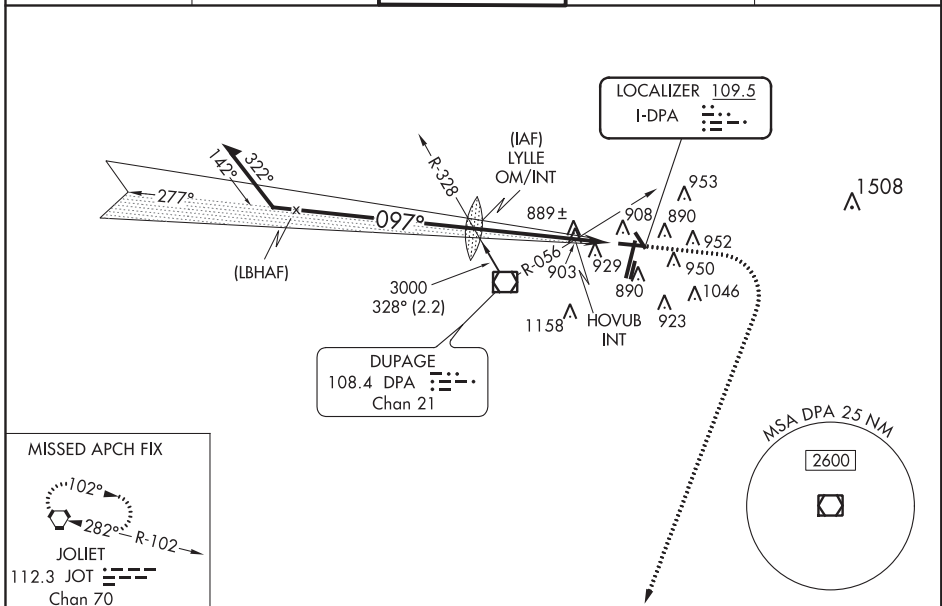 LOCALIZER 109.5
I-DPA
(IAF)
LYLLE
OM/INT
R-328
322°
142°
277°
097°
(LBHAF)
889±
908
953
890
952
1508
R-056
903
929
950
890
1046
923
1158
HOVUB
INT
3000
328° (2.2)
DUPAGE
108.4 DPA
Chan 21
MSA DPA 25 NM
2600
MISSED APCH FIX
102°
282°
R-102
JOLIET
112.3 JOT
Chan 70